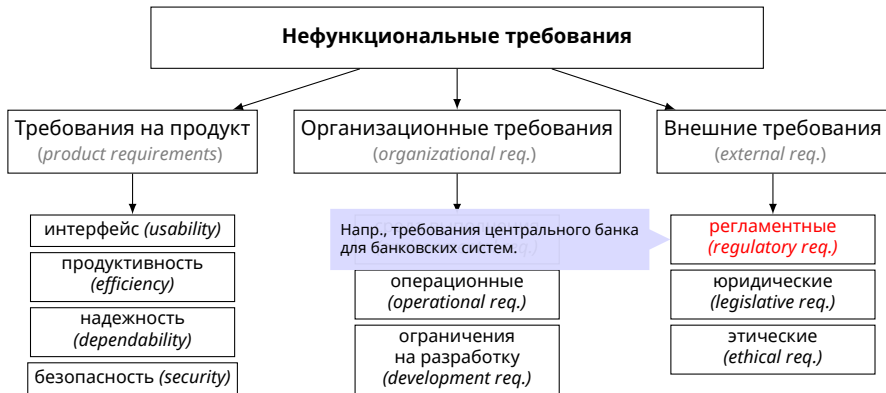 Нефункциональные требования
Требования на продукт
(product requirements)
Организационные требования
(organizational req.)
Внешние требования
(external req.)
интерфейс (usability)
продуктивность
(efficiency)
надежность
(dependability)
безопасность (security)
Напр., требования центрального банка
для банковских систем.
операционные
(operational req.)
ограничения
на разработку
(development req.)
регламентные
(regulatory req.)
юридические
(legislative req.)
этические
(ethical req.)